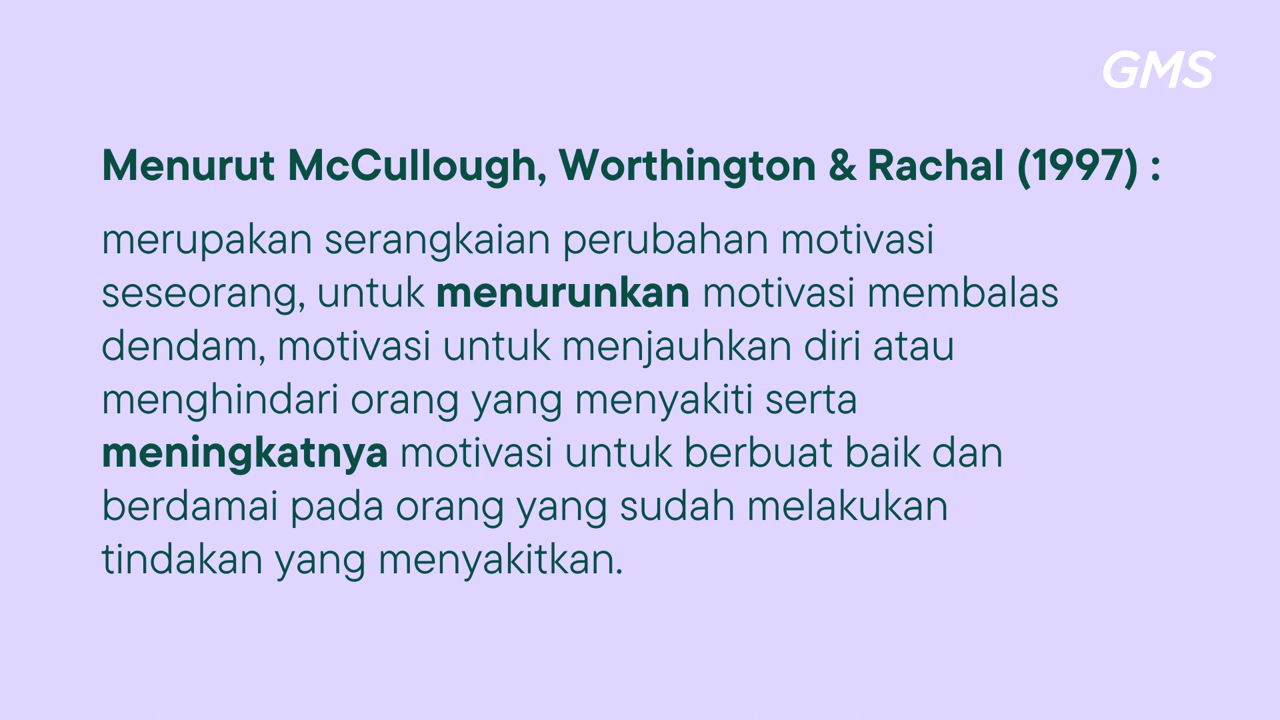 GMS
Menurut McCullough, Worthington & Rachal (1997) :
merupakan serangkaian perubahan motivasi
seseorang, untuk menurunkan motivasi membalas
dendam, motivasi untuk menjauhkan diri atau
menghindari orang yang menyakiti serta
meningkatnya motivasi untuk berbuat baik dan
berdamai pada orang yang sudah melakukan
tindakan yang menyakitkan.